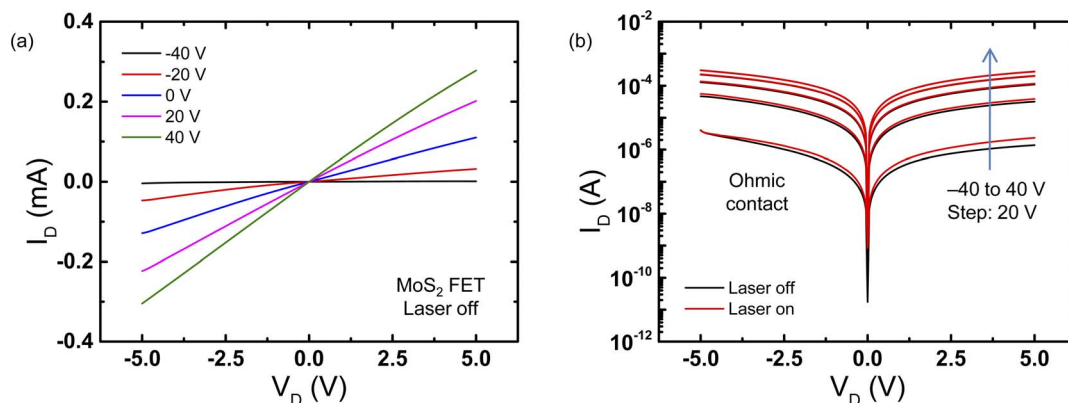 (a)
0.4
0.2
0.0
-0.2
-0.4
I_D (mA)
-40 V
-20 V
0 V
20 V
40 V
MoS₂ FET
Laser off
-5.0 -2.5 0.0 2.5 5.0
V_D (V)
(b)
10⁻²
10⁻⁴
10⁻⁶
10⁻⁸
10⁻¹⁰
10⁻¹²
I_D (A)
Ohmic
contact
–40 to 40 V
Step: 20 V
Laser off
Laser on
-5.0 -2.5 0.0 2.5 5.0
V_D (V)